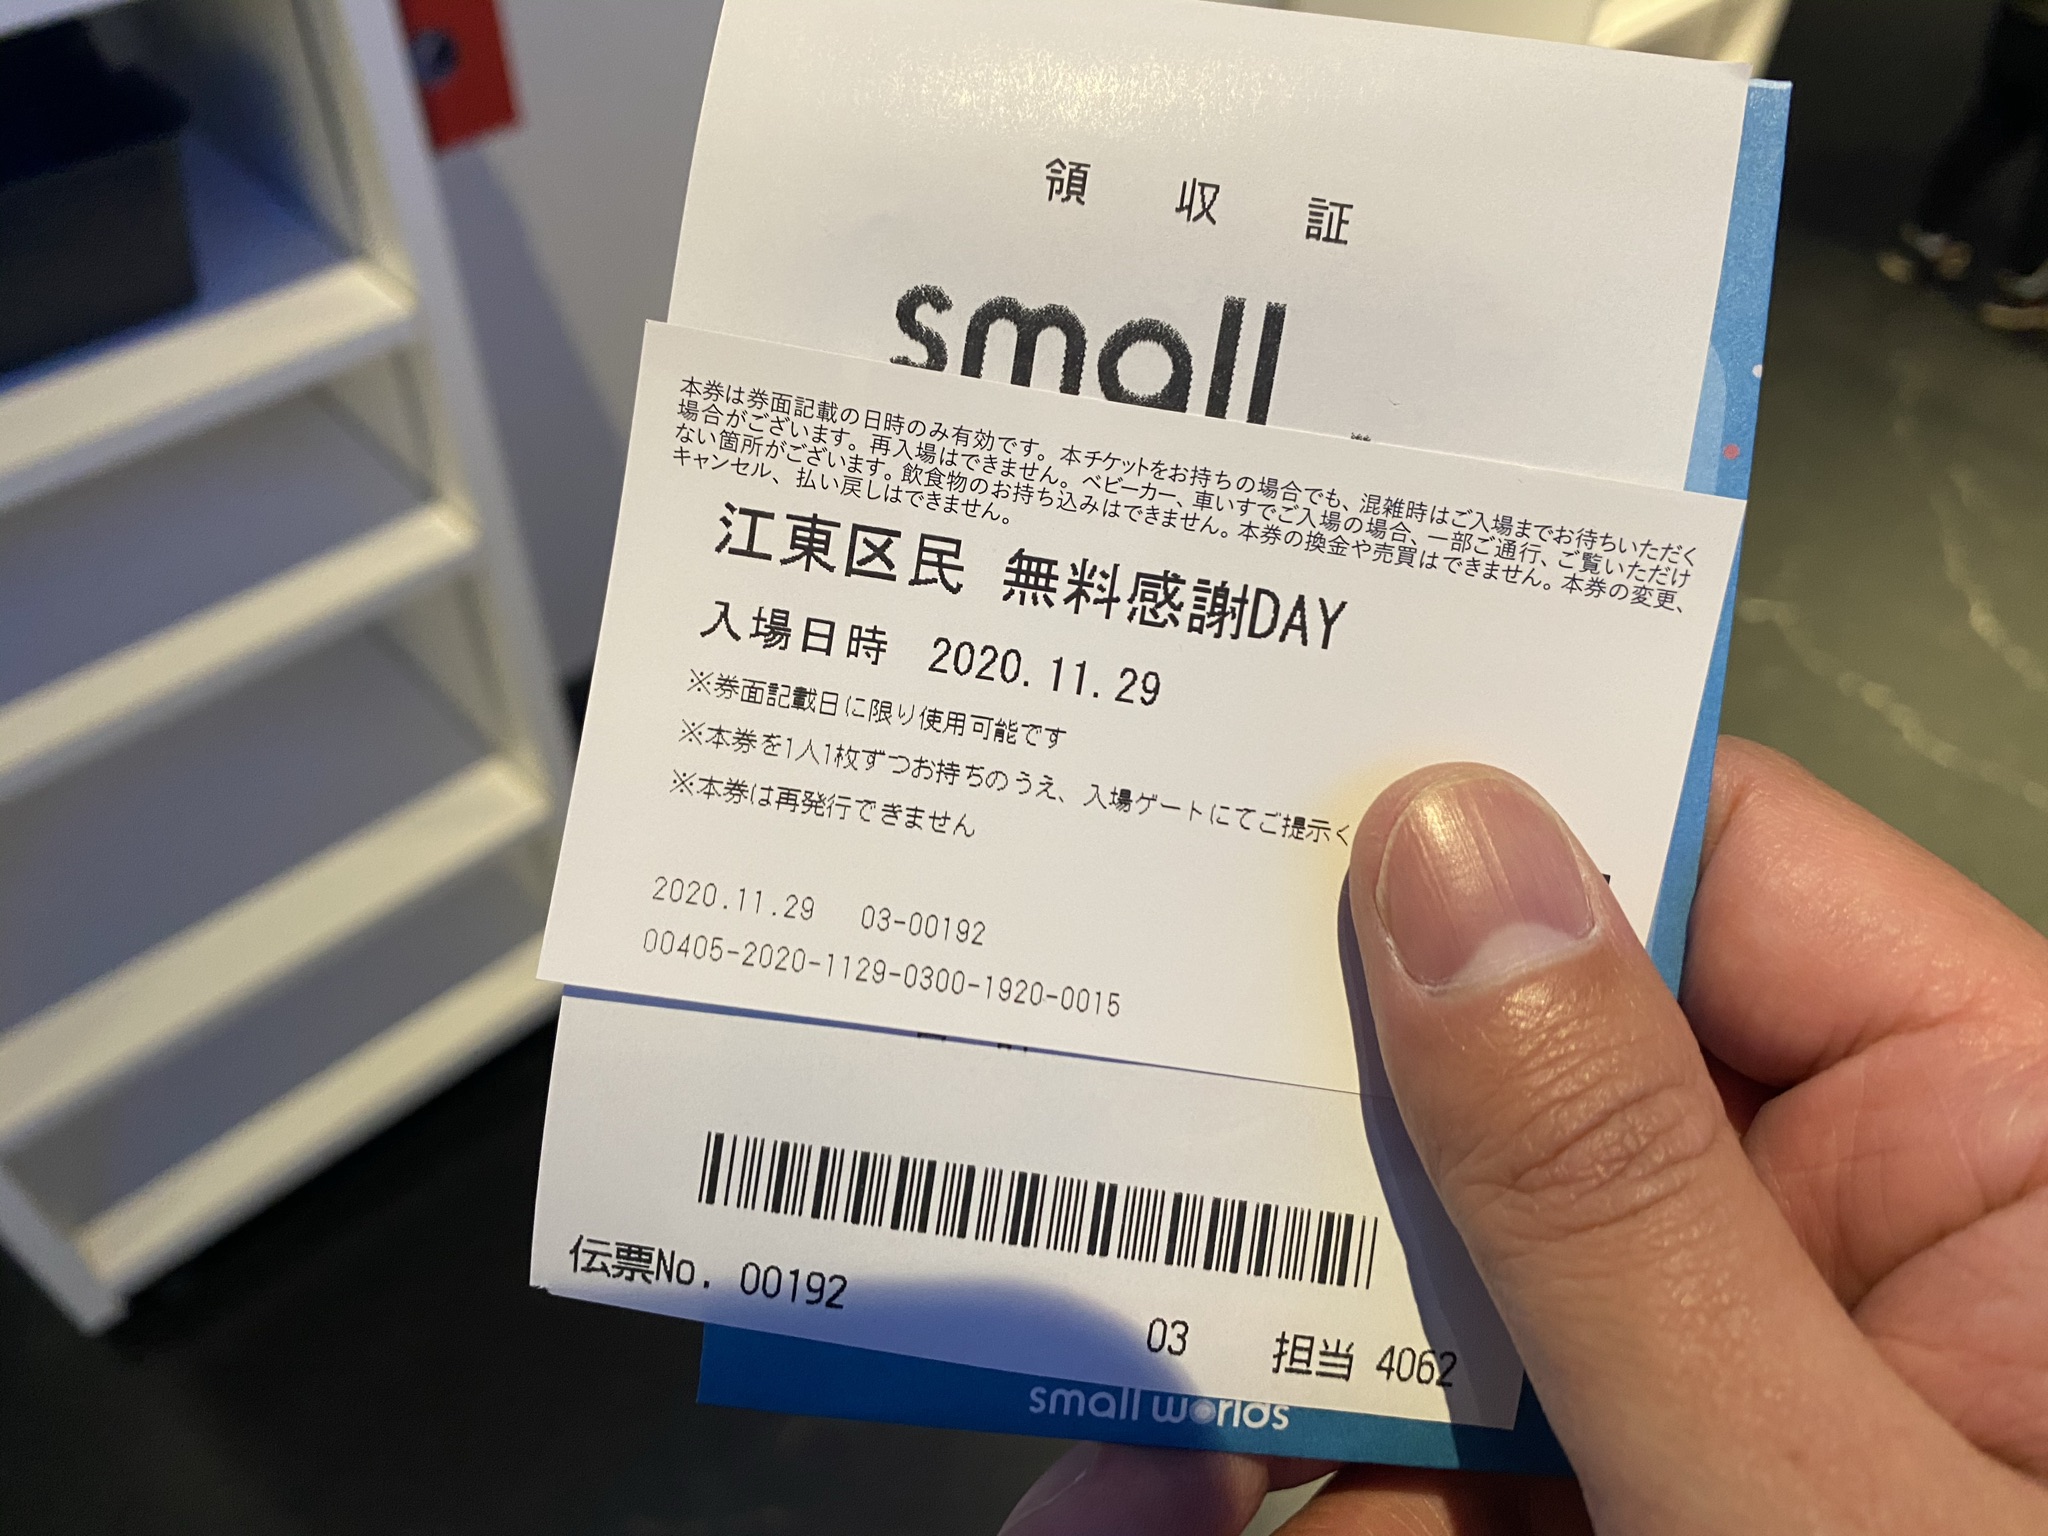 領 収 証
small
本券は券面記載の日時のみ有効です。本チケットをお持ちの場合でも、混雑時はご入場までお待ちいただく
場合がございます。再入場はできません。ベビーカー、車いすでご入場の場合、一部ご通行、ご覧いただけ
ない箇所がございます。飲食物のお持ち込みはできません。本券の換金や売買はできません。本券の変更、
キャンセル、払い戻しはできません。
江東区民 無料感謝DAY
入場日時 2020.11.29
※券面記載日に限り使用可能です
※本券を1人1枚ずつお持ちのうえ、入場ゲートにてご提示く
※本券は再発行できません
2020.11.29 03-00192
00405-2020-1129-0300-1920-0015
伝票No. 00192
03 担当 4062
small worlds